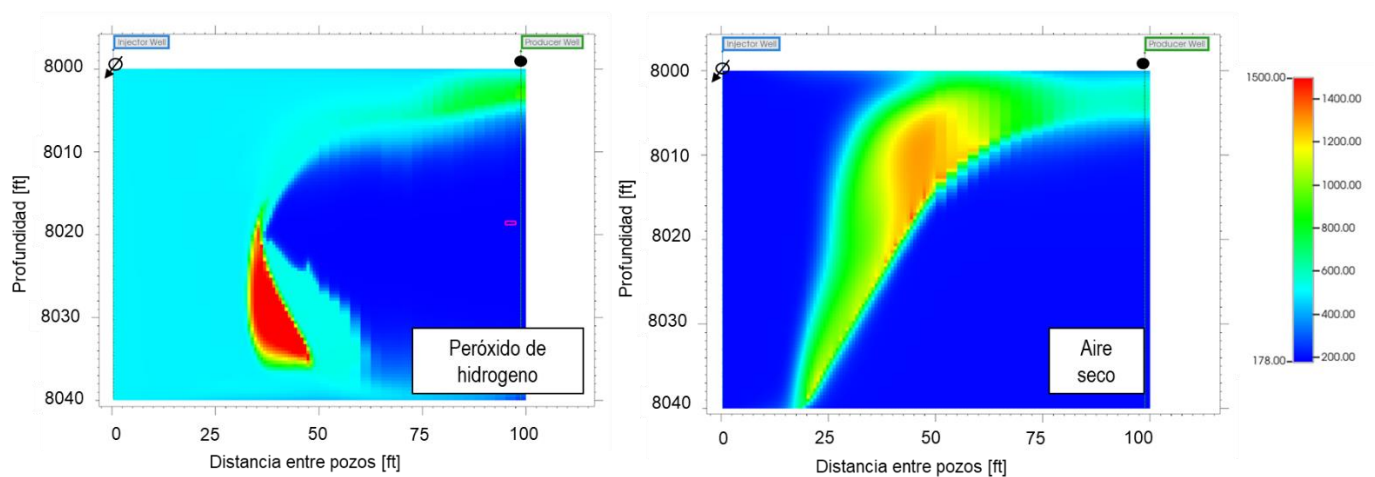 Injector Well
Producer Well
8000
8010
8020
8030
8040
Profundidad [ft]
Peróxido de
hidrogeno
0
25
50
75
100
Distancia entre pozos [ft]
Injector Well
Producer Well
8000
8010
8020
8030
8040
Profundidad [ft]
Aire
seco
0
25
50
75
100
Distancia entre pozos [ft]
1500.00
1400.00
1200.00
1000.00
800.00
600.00
400.00
200.00
178.00